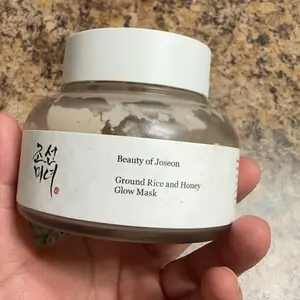 조선
미녀
Beauty of Joseon
Ground Rice and Honey
Glow Mask